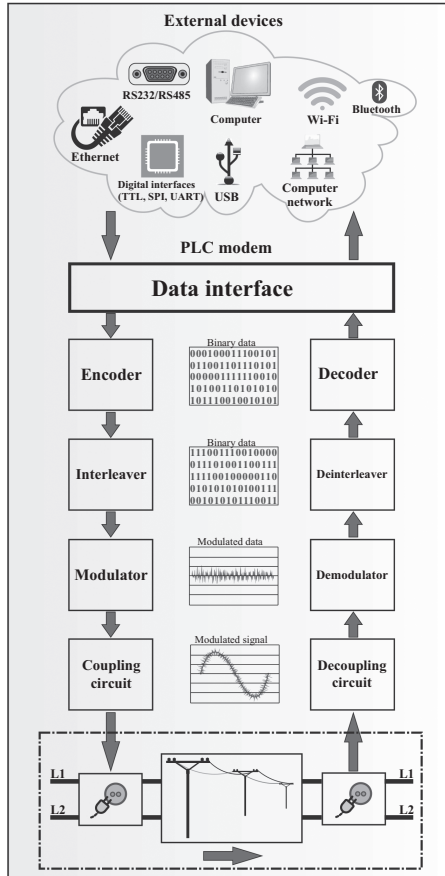 External devices
RS232/RS485
Computer
Wi-Fi
Bluetooth
Ethernet
Digital interfaces
(TTL, SPI, UART)
USB
Computer
network
PLC modem
Data interface
Encoder
Binary data
000100011100101
011001101110101
000001111110010
10100110101010
101110010010101
Decoder
Interleaver
Binary data
111001110010000
011101001100111
111100100000110
010101010100111
001010101110011
Deinterleaver
Modulator
Modulated data
Demodulator
Coupling
circuit
Modulated signal
Decoupling
circuit
L1
L1
L2
L2